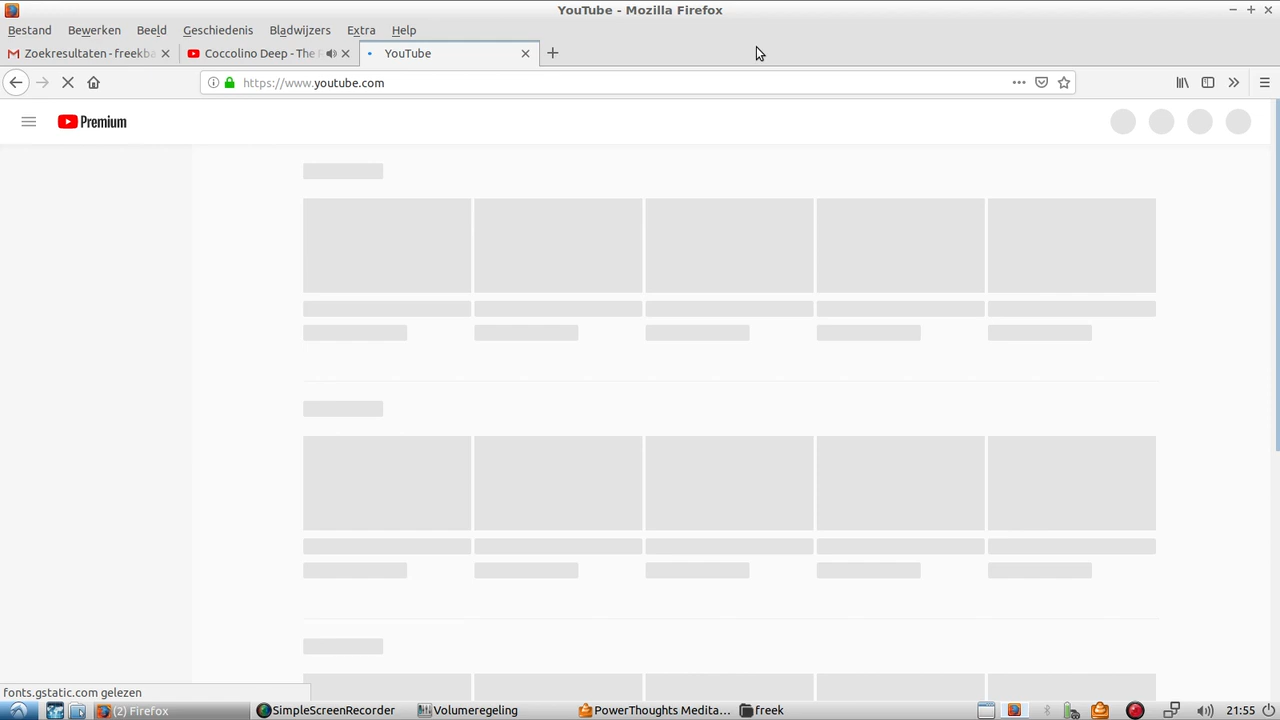 YouTube - Mozilla Firefox
Bestand Bewerken Beeld Geschiedenis Bladwijzers Extra Help
Zoekresultaten - freekba Coccolino Deep - The F YouTube
https://www.youtube.com
Premium
fonts.gstatic.com gelezen
(2) Firefox SimpleScreenRecorder Volumeregeling PowerThoughts Medita... freek 21:55